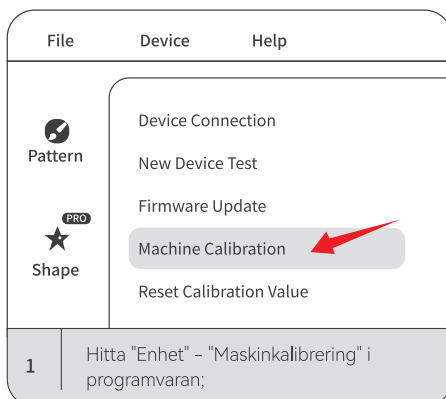 File Device Help
Pattern
PRO
Shape
Device Connection
New Device Test
Firmware Update
Machine Calibration
Reset Calibration Value
1
Hitta "Enhet" – "Maskinkalibrering" i
programvaran;